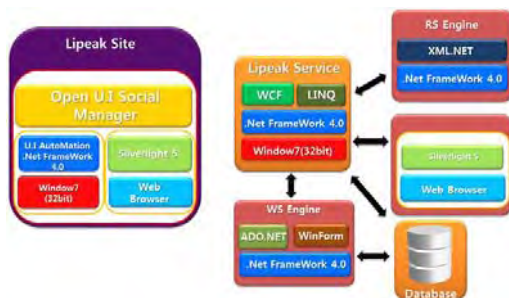 Lipeak Site
Open U.I Social
Manager
U.I AutoMation
.Net FrameWork
4.0
Silverlight 5
Window7
(32bit)
Web
Browser
Lipeak Service
WCF
LINQ
.Net FrameWork 4.0
Window7(32bit)
WS Engine
ADO.NET
WinForm
.Net FrameWork 4.0
RS Engine
XML.NET
.Net FrameWork 4.0
Silverlight 5
Web Browser
Database